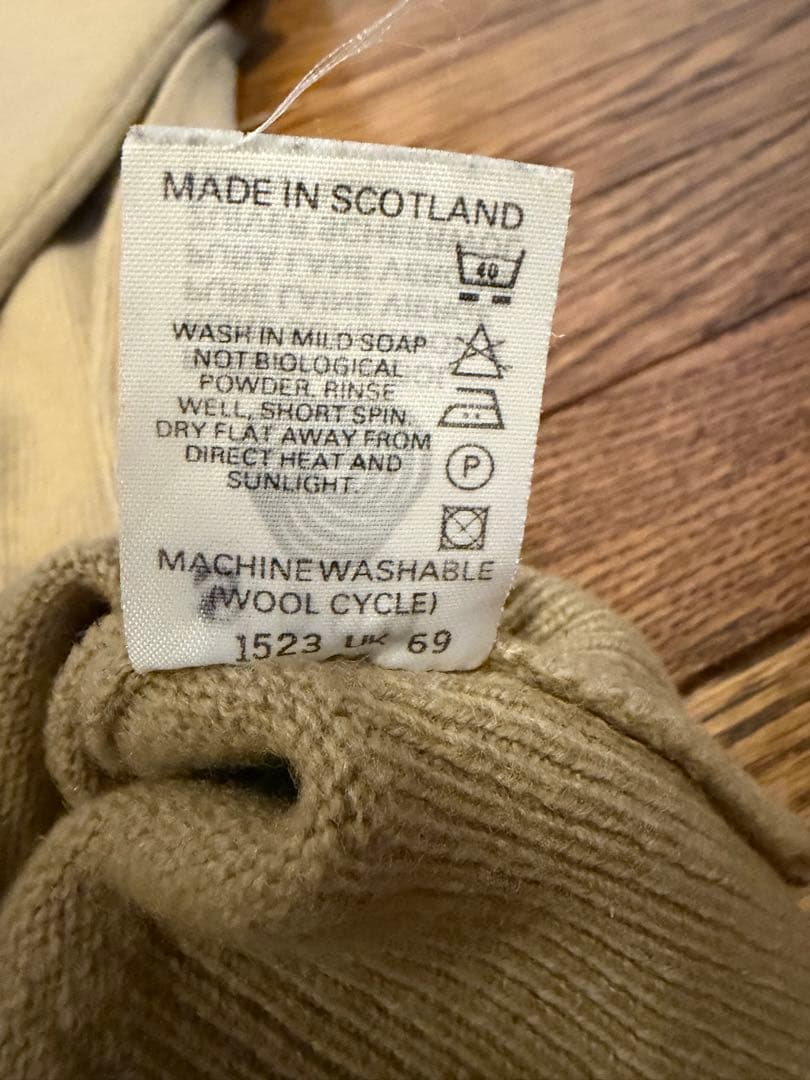 MADE IN SCOTLAND
40
WASH IN MILD SOAP
NOT BIOLOGICAL
POWDER, RINSE
WELL, SHORT SPIN.
DRY FLAT AWAY FROM
DIRECT HEAT AND
SUNLIGHT.
P
MACHINE WASHABLE
(WOOL CYCLE)
1523 UK 69